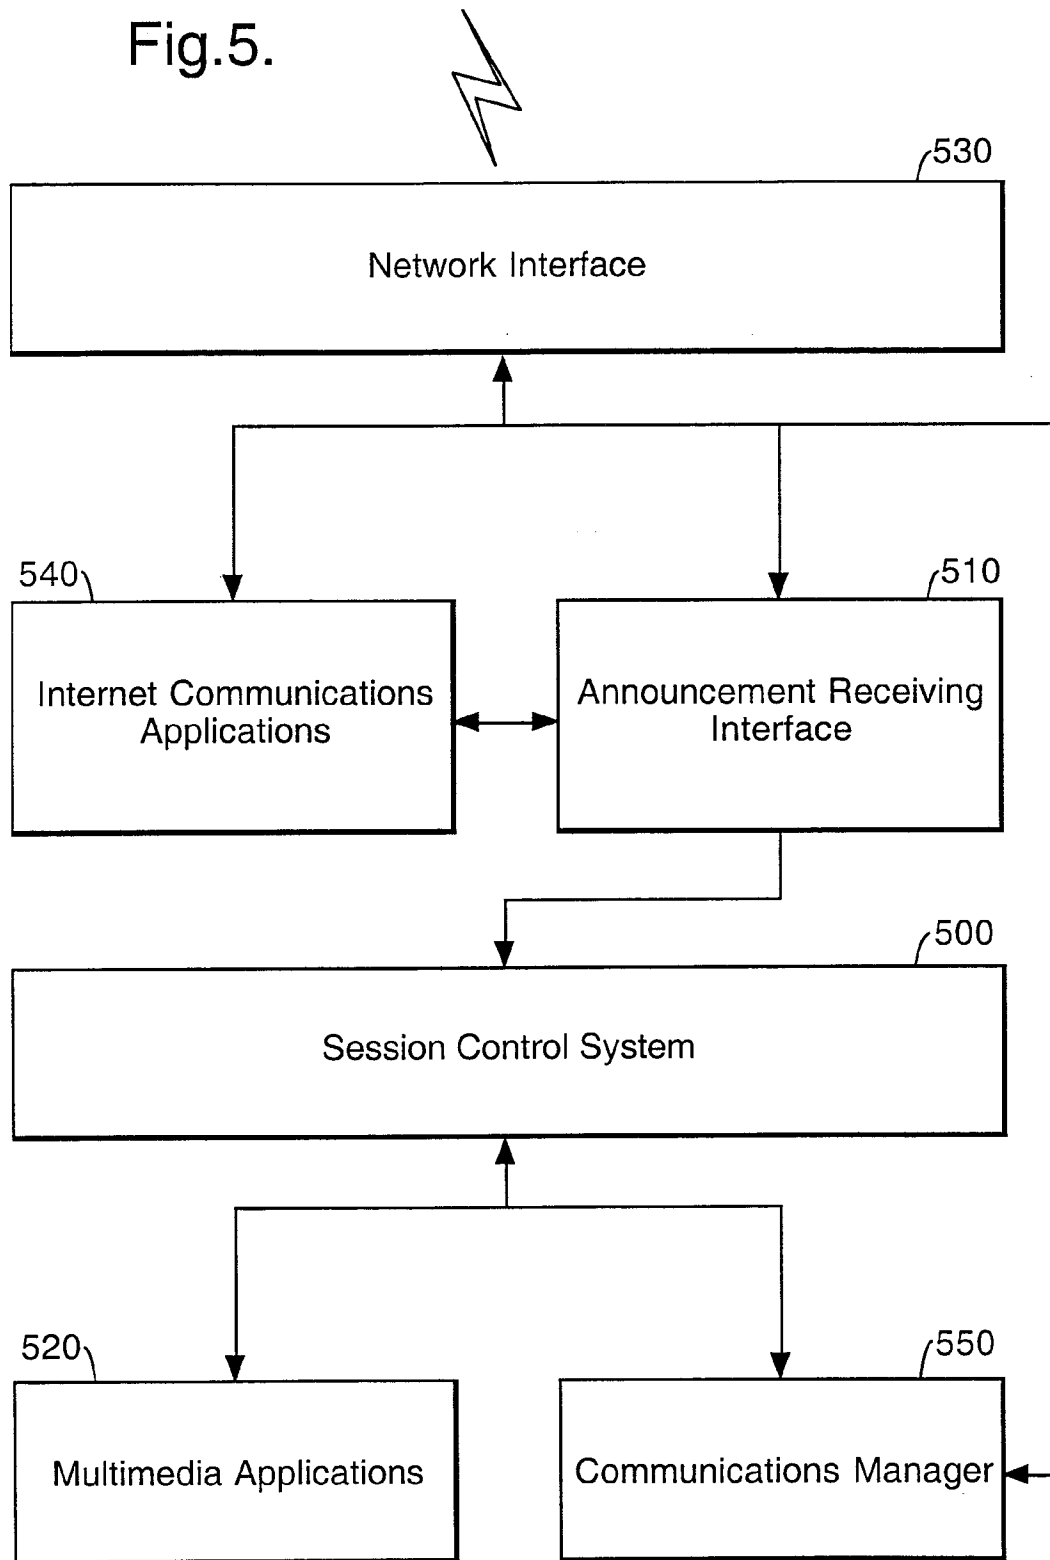 Fig.5.
530
Network Interface
540
510
Internet Communications
Applications
Announcement Receiving
Interface
500
Session Control System
520
550
Multimedia Applications
Communications Manager